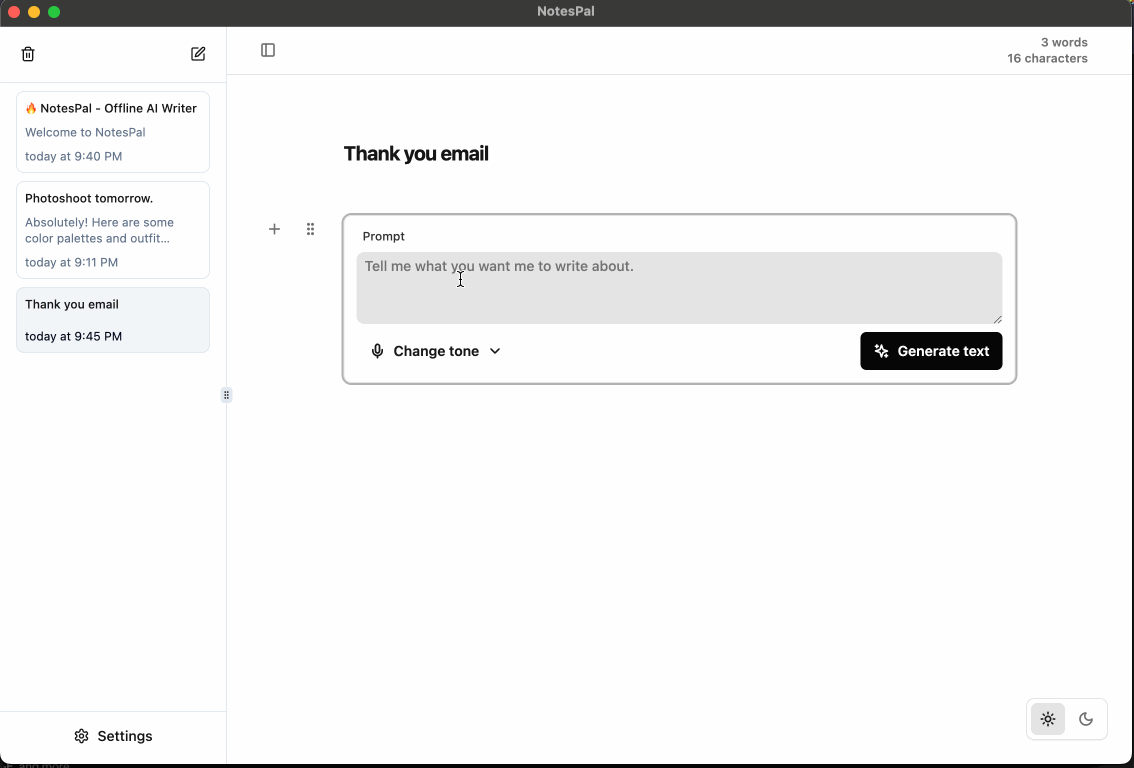 NotesPal
3 words
16 characters
🔥 NotesPal - Offline AI Writer
Welcome to NotesPal
today at 9:40 PM
Photoshoot tomorrow.
Absolutely! Here are some
color palettes and outfit...
today at 9:11 PM
Thank you email
today at 9:45 PM
Settings
Thank you email
Prompt
Tell me what you want me to write about.
Change tone
Generate text
and more